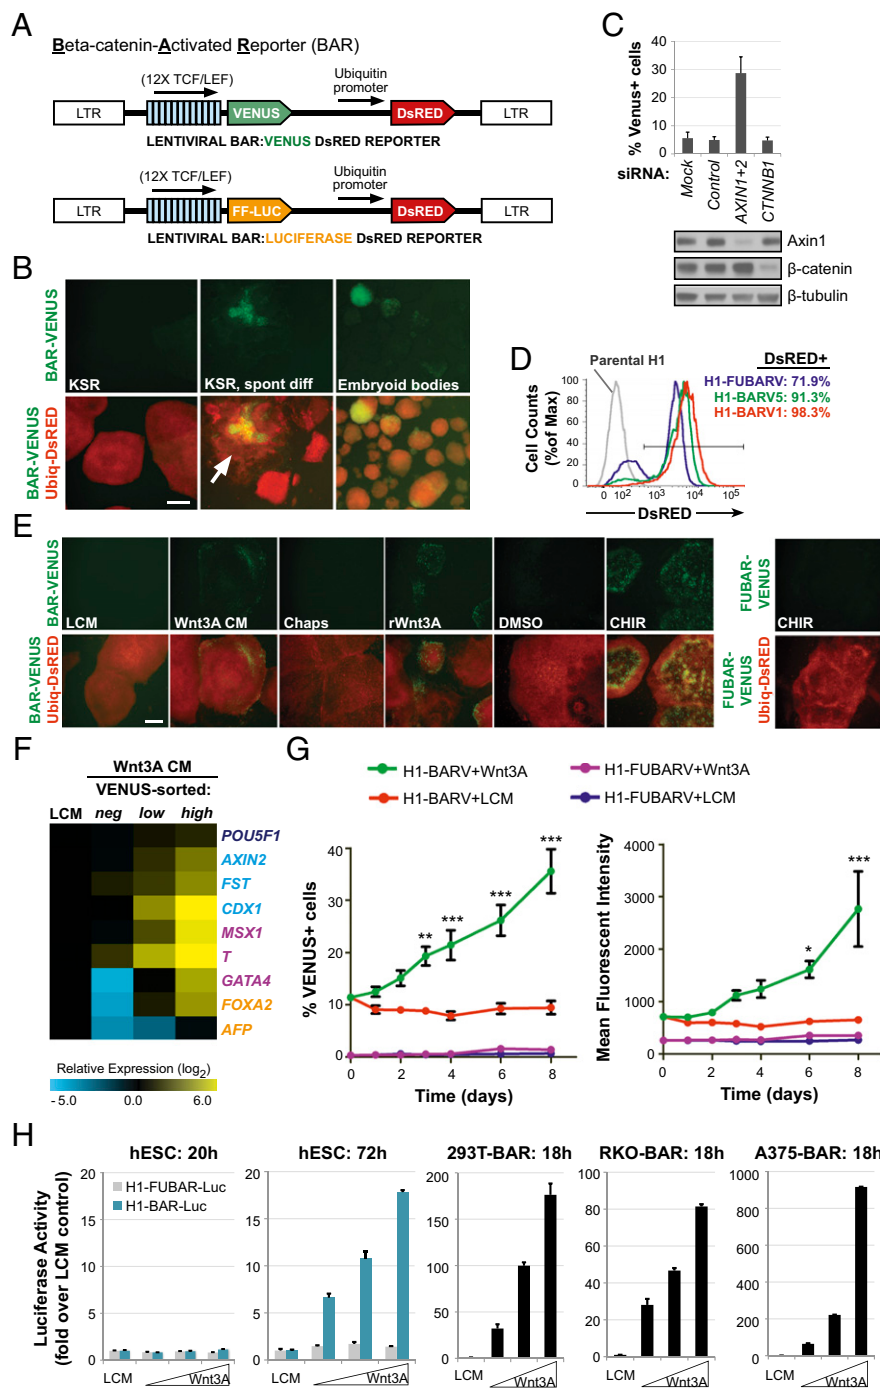 A
Beta-catenin-Activated Reporter (BAR)
(12X TCF/LEF)
Ubiquitin
promoter
LTR
VENUS
DsRED
LTR
LENTIVIRAL BAR:VENUS DsRED REPORTER
(12X TCF/LEF)
Ubiquitin
promoter
LTR
FF-LUC
DsRED
LTR
LENTIVIRAL BAR:LUCIFERASE DsRED REPORTER
B
BAR-VENUS
KSR
KSR, spont diff
Embryoid bodies
BAR-VENUS
Ubiq-DsRED
C
% Venus+ cells
40
30
20
10
0
siRNA:
Mock
Control
AXIN1+2
CTNNB1
Axin1
β-catenin
β-tubulin
D
Parental H1
DsRED+
H1-FUBARV: 71.9%
H1-BARV5: 91.3%
H1-BARV1: 98.3%
Cell Counts
(%of Max)
100
80
60
40
20
0
0 10² 10³ 10⁴ 10⁵
DsRED
E
BAR-VENUS
LCM
Wnt3A CM
Chaps
rWnt3A
DMSO
CHIR
FUBAR-
VENUS
CHIR
BAR-VENUS
Ubiq-DsRED
FUBAR-
VENUS
Ubiq-DsRED
F
Wnt3A CM
VENUS-sorted:
LCM neg low high
POU5F1
AXIN2
FST
CDX1
MSX1
T
GATA4
FOXA2
AFP
Relative Expression (log2)
-5.0 0.0 6.0
G
H1-BARV+Wnt3A
H1-FUBARV+Wnt3A
H1-BARV+LCM
H1-FUBARV+LCM
% VENUS+ cells
40
30
20
10
0
**
***
***
***
0 2 4 6 8
Time (days)
Mean Fluorescent Intensity
4000
3000
2000
1000
0
*
***
0 2 4 6 8
Time (days)
H
Luciferase Activity
(fold over LCM control)
hESC: 20h
20
15
10
5
0
H1-FUBAR-Luc
H1-BAR-Luc
LCM Wnt3A
hESC: 72h
20
15
10
5
0
LCM Wnt3A
293T-BAR: 18h
200
150
100
50
0
LCM Wnt3A
RKO-BAR: 18h
100
80
60
40
20
0
LCM Wnt3A
A375-BAR: 18h
1000
800
600
400
200
0
LCM Wnt3A